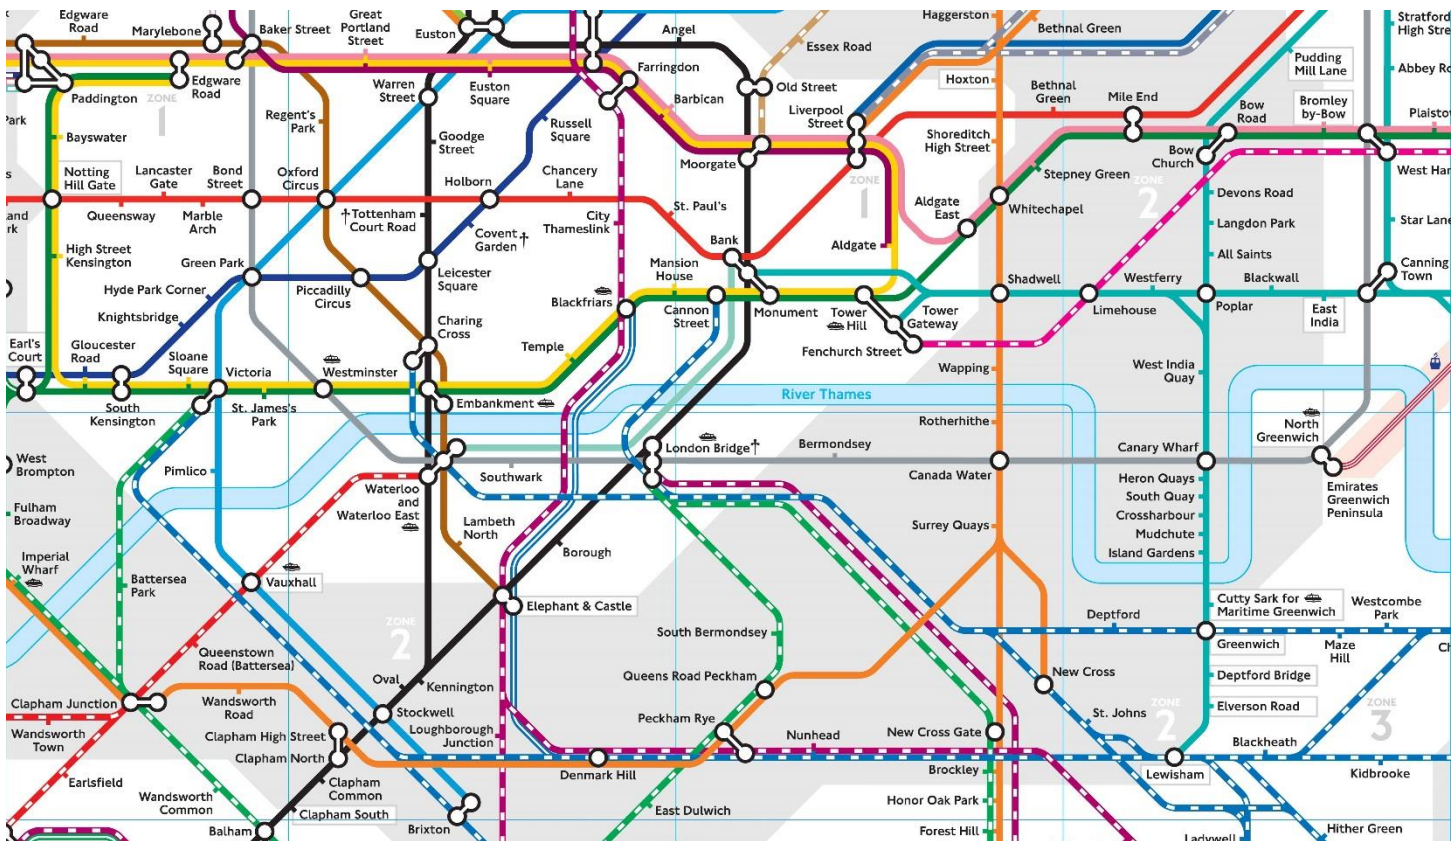 Edgware
Road
Marylebone
Baker Street
Great
Portland
Street
Euston
Angel
Essex Road
Haggerston
Bethnal Green
Stratford
High Stre
Paddington
ZONE
1
Edgware
Road
Warren
Street
Euston
Square
Farringdon
Barbican
Old Street
Liverpool
Street
Hoxton
Bethnal
Green
Mile End
Pudding
Mill Lane
Abbey Ro
Park
Bayswater
Regent's
Park
Goodge
Street
Russell
Square
Moorgate
Shoreditch
High Street
Bow
Road
Bromley
by-Bow
Plaisto
Bow
Church
West Har
s
Notting
Hill Gate
Lancaster
Gate
Bond
Street
Oxford
Circus
Holborn
Chancery
Lane
ZONE
1
Stepney Green
ZONE
2
Devons Road
land
rk
Queensway
Marble
Arch
Tottenham
Court Road
Covent
Garden
City
Thameslink
St. Paul's
Aldgate
East
Whitechapel
Langdon Park
Star Lan
High Street
Kensington
Green Park
Leicester
Square
Bank
Mansion
House
Aldgate
All Saints
Canning
Town
Hyde Park Corner
Piccadilly
Circus
Blackfriars
Shadwell
Westferry
Blackwall
Knightsbridge
Charing
Cross
Cannon
Street
Monument
Tower
Hill
Tower
Gateway
Limehouse
Poplar
East
India
Earl's
Court
Gloucester
Road
Sloane
Square
Victoria
Westminster
Temple
Fenchurch Street
Wapping
West India
Quay
South
Kensington
St. James's
Park
Embankment
River Thames
Rotherhithe
North
Greenwich
West
Brompton
Pimlico
Southwark
London Bridge
Bermondsey
Canada Water
Canary Wharf
Heron Quays
South Quay
Crossharbour
Mudchute
Island Gardens
Emirates
Greenwich
Peninsula
Fulham
Broadway
Waterloo
and
Waterloo East
Lambeth
North
Borough
Surrey Quays
Imperial
Wharf
Battersea
Park
Vauxhall
Elephant & Castle
Deptford
Cutty Sark for
Maritime Greenwich
Westcombe
Park
ZONE
2
South Bermondsey
Greenwich
Maze
Hill
Ch
Queenstown
Road (Battersea)
Oval
Kennington
Queens Road Peckham
New Cross
Deptford Bridge
Clapham Junction
Wandsworth
Road
Stockwell
Peckham Rye
St. Johns
ZONE
2
Elverson Road
ZONE
3
Wandsworth
Town
Clapham High Street
Loughborough
Junction
Nunhead
New Cross Gate
Blackheath
Clapham North
Denmark Hill
Brockley
Lewisham
Kidbrooke
Earlsfield
Clapham
Common
Wandsworth
Common
Clapham South
Honor Oak Park
East Dulwich
Balham
Brixton
Forest Hill
Hither Green
Ladywell